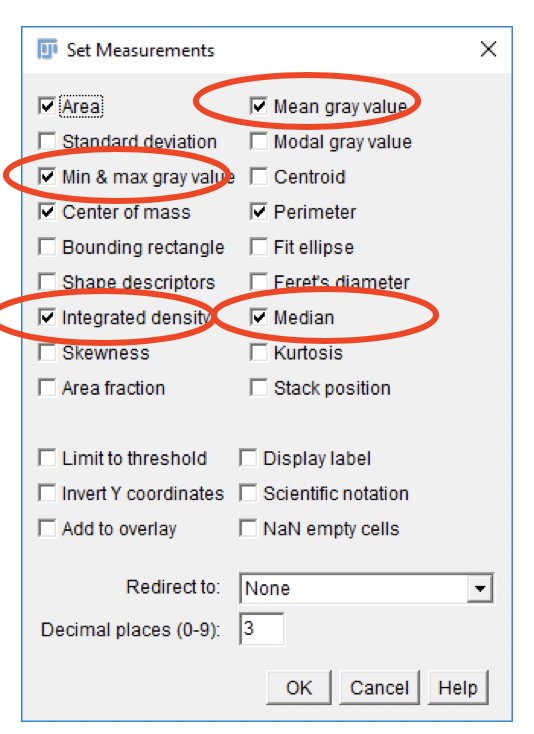 Set Measurements
Area Mean gray value
Standard deviation Modal gray value
Min & max gray value Centroid
Center of mass Perimeter
Bounding rectangle Fit ellipse
Shape descriptors Feret's diameter
Integrated density Median
Skewness Kurtosis
Area fraction Stack position
Limit to threshold Display label
Invert Y coordinates Scientific notation
Add to overlay NaN empty cells
Redirect to: None
Decimal places (0-9): 3
OK Cancel Help